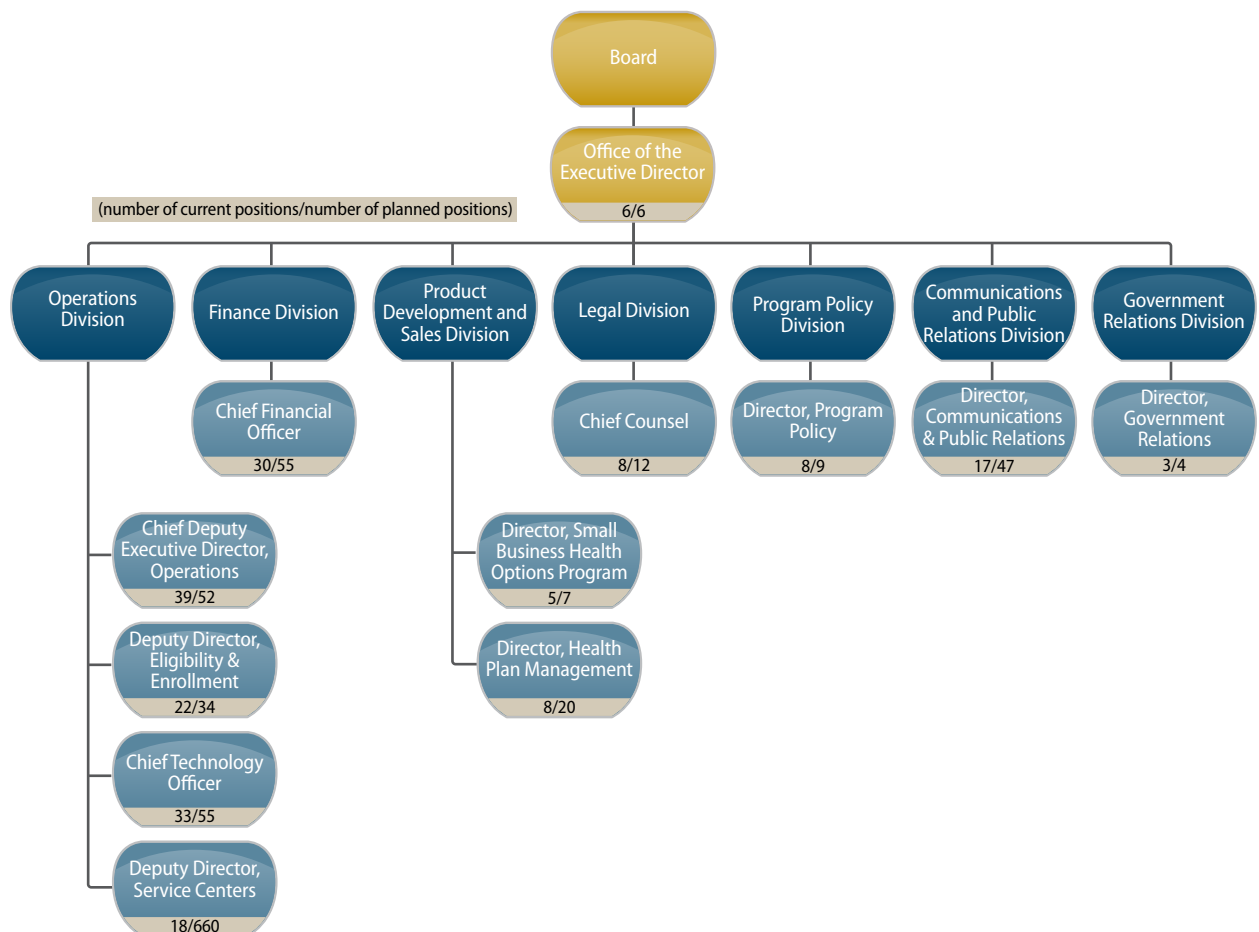 Board
Office of the
Executive Director
6/6
(number of current positions/number of planned positions)
Operations
Division
Finance Division
Product
Development and
Sales Division
Legal Division
Program Policy
Division
Communications
and Public
Relations Division
Government
Relations Division
Chief Financial
Officer
30/55
Chief Counsel
8/12
Director, Program
Policy
8/9
Director,
Communications
& Public Relations
17/47
Director,
Government
Relations
3/4
Chief Deputy
Executive Director,
Operations
39/52
Deputy Director,
Eligibility &
Enrollment
22/34
Chief Technology
Officer
33/55
Deputy Director,
Service Centers
18/660
Director, Small
Business Health
Options Program
5/7
Director, Health
Plan Management
8/20